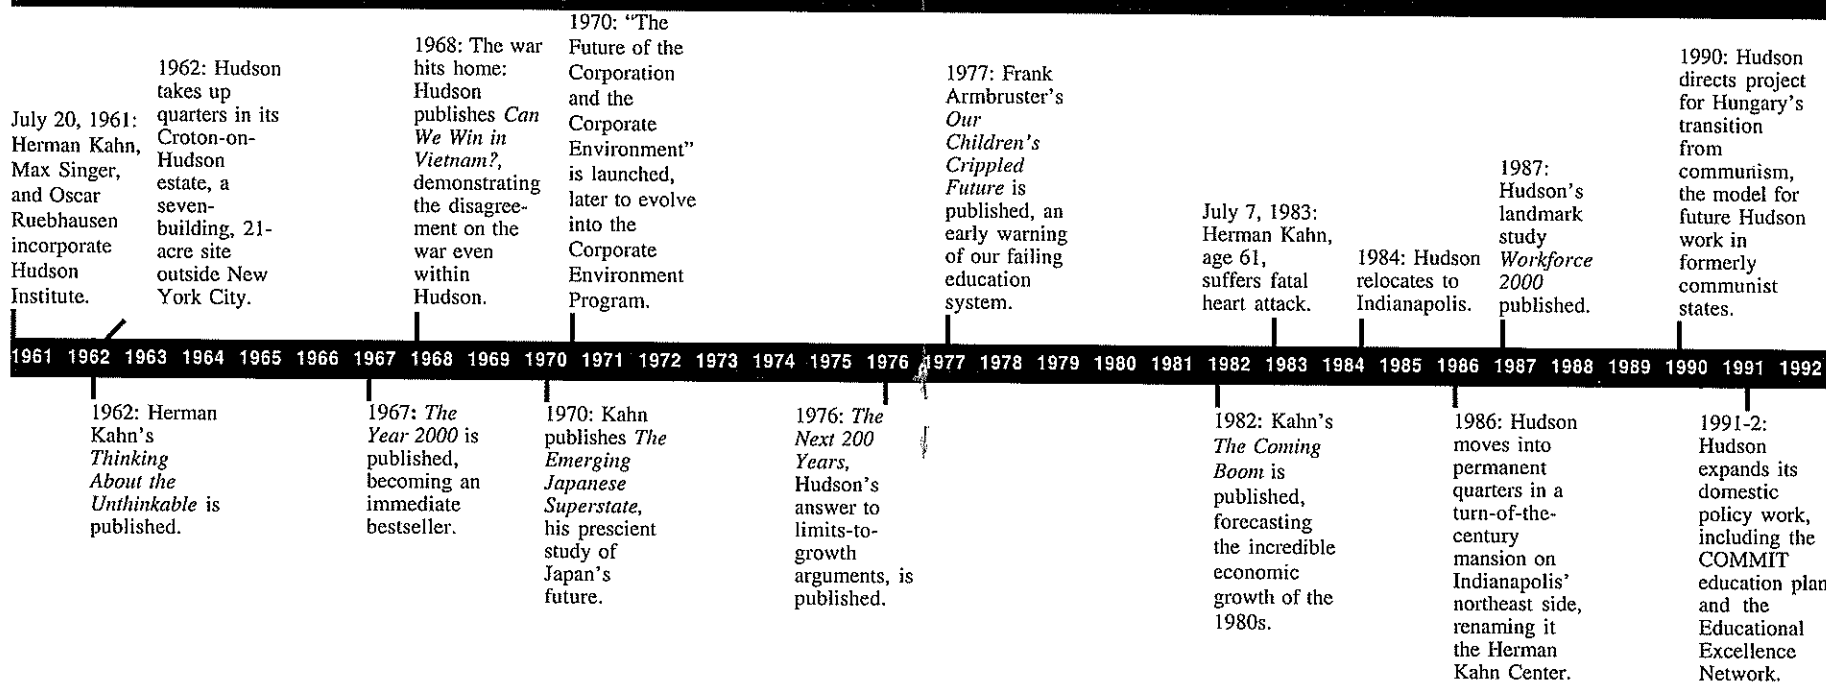 July 20, 1961:
Herman Kahn,
Max Singer,
and Oscar
Ruebhausen
incorporate
Hudson
Institute.
1962: Hudson
takes up
quarters in its
Croton-on-
Hudson
estate, a
seven-
building, 21-
acre site
outside New
York City.
1968: The war
hits home:
Hudson
publishes Can
We Win in
Vietnam?,
demonstrating
the disagree-
ment on the
war even
within
Hudson.
1970: “The
Future of the
Corporation
and the
Corporate
Environment”
is launched,
later to evolve
into the
Corporate
Environment
Program.
1977: Frank
Armbruster’s
Our
Children’s
Crippled
Future is
published, an
early warning
of our failing
education
system.
July 7, 1983:
Herman Kahn,
age 61,
suffers fatal
heart attack.
1984: Hudson
relocates to
Indianapolis.
1987:
Hudson’s
landmark
study
Workforce
2000
published.
1990: Hudson
directs project
for Hungary’s
transition
from
communism,
the model for
future Hudson
work in
formerly
communist
states.
1961 1962 1963 1964 1965 1966 1967 1968 1969 1970 1971 1972 1973 1974 1975 1976 1977 1978 1979 1980 1981 1982 1983 1984 1985 1986 1987 1988 1989 1990 1991 1992
1962: Herman
Kahn’s
Thinking
About the
Unthinkable is
published.
1967: The
Year 2000 is
published,
becoming an
immediate
bestseller.
1970: Kahn
publishes The
Emerging
Japanese
Superstate,
his prescient
study of
Japan’s
future.
1976: The
Next 200
Years,
Hudson’s
answer to
limits-to-
growth
arguments, is
published.
1982: Kahn’s
The Coming
Boom is
published,
forecasting
the incredible
economic
growth of the
1980s.
1986: Hudson
moves into
permanent
quarters in a
turn-of-the-
century
mansion on
Indianapolis’
northeast side,
renaming it
the Herman
Kahn Center.
1991-2:
Hudson
expands its
domestic
policy work,
including the
COMMIT
education plan
and the
Educational
Excellence
Network.